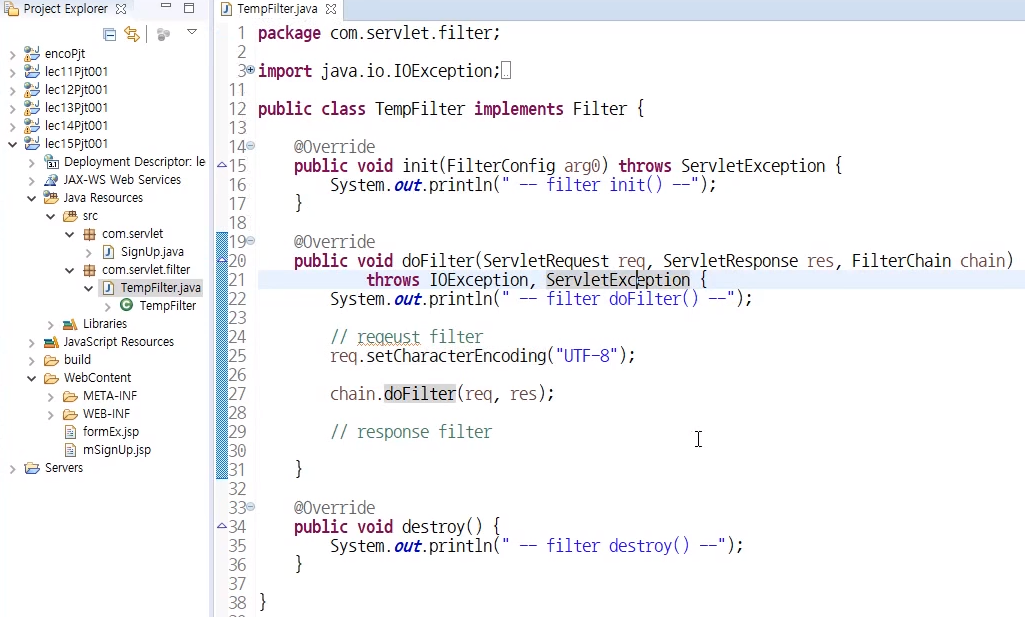 Project Explorer
encoPjt
lec11Pjt001
lec12Pjt001
lec13Pjt001
lec14Pjt001
lec15Pjt001
Deployment Descriptor: le
JAX-WS Web Services
Java Resources
src
com.servlet
SignUp.java
com.servlet.filter
TempFilter.java
TempFilter
Libraries
JavaScript Resources
build
WebContent
META-INF
WEB-INF
formEx.jsp
mSignUp.jsp
Servers
TempFilter.java
1 package com.servlet.filter;
2
3 import java.io.IOException;
11
12 public class TempFilter implements Filter {
13
14 @Override
15 public void init(FilterConfig arg0) throws ServletException {
16 System.out.println(" -- filter init() --");
17 }
18
19 @Override
20 public void doFilter(ServletRequest req, ServletResponse res, FilterChain chain)
21 throws IOException, ServletException {
22 System.out.println(" -- filter doFilter() --");
23
24 // reqeust filter
25 req.setCharacterEncoding("UTF-8");
26
27 chain.doFilter(req, res);
28
29 // response filter
30
31 }
32
33 @Override
34 public void destroy() {
35 System.out.println(" -- filter destroy() --");
36 }
37
38 }